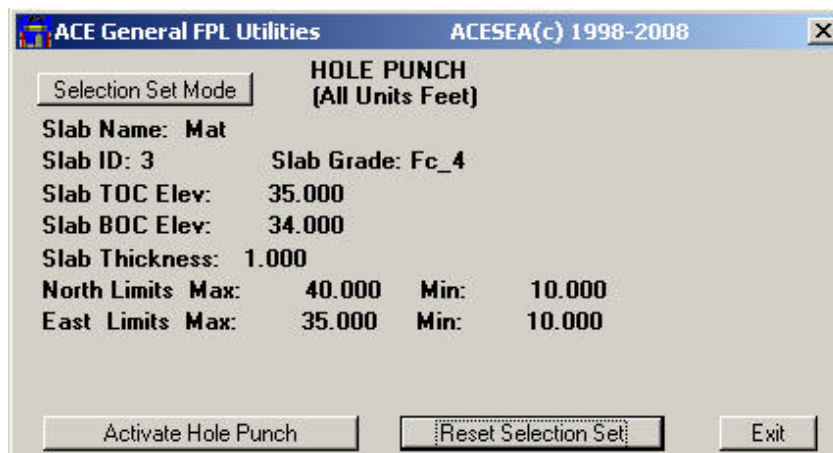 ACE General FPL Utilities ACESEA(c) 1998-2008
Selection Set Mode
HOLE PUNCH
(All Units Feet)
Slab Name: Mat
Slab ID: 3 Slab Grade: Fc_4
Slab TOC Elev: 35.000
Slab BOC Elev: 34.000
Slab Thickness: 1.000
North Limits Max: 40.000 Min: 10.000
East Limits Max: 35.000 Min: 10.000
Activate Hole Punch Reset Selection Set Exit